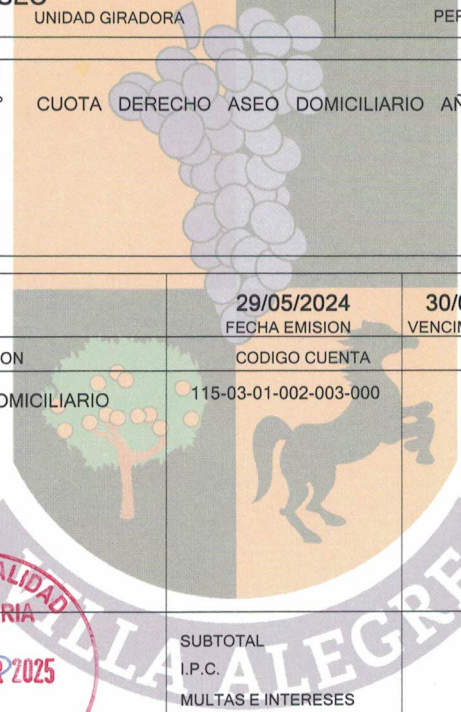 UNIDAD GIRADORA
CUOTA DERECHO ASEO DOMICILIARIO
29/05/2024
FECHA EMISION
CODIGO CUENTA
115-03-01-002-003-000
SUBTOTAL
I.P.C.
MULTAS E INTERESES
2025
VILLA ALEGRE